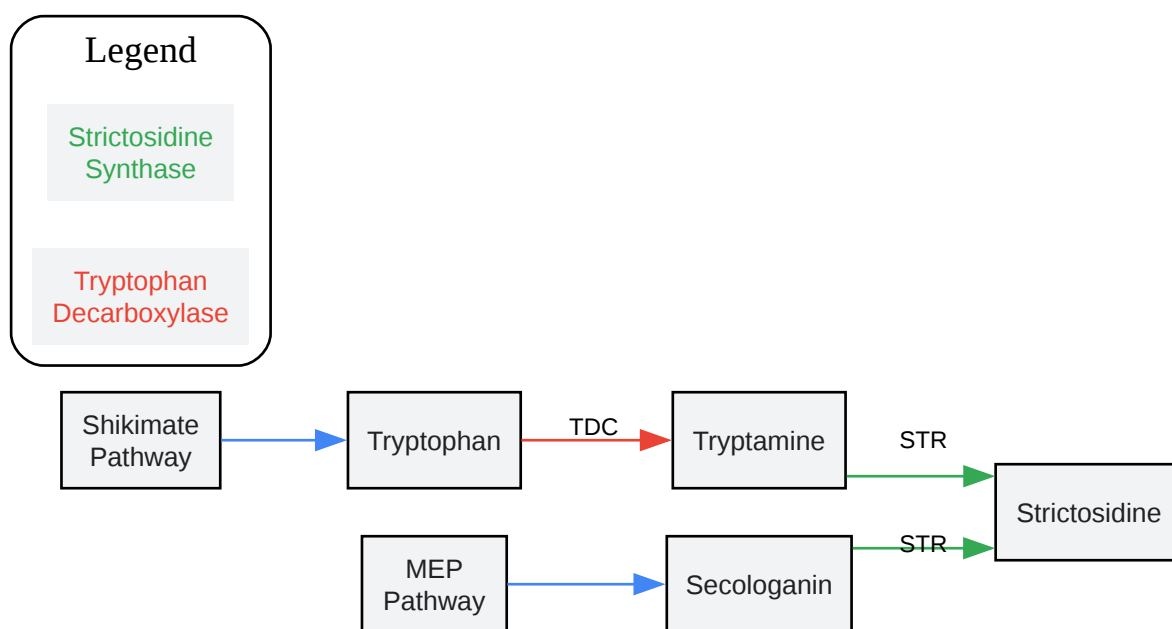 Legend
Strictosidine
Synthase
Tryptophan
Decarboxylase
Shikimate
Pathway
Tryptophan
TDC
Tryptamine
STR
Strictosidine
MEP
Pathway
Secologanin
STR